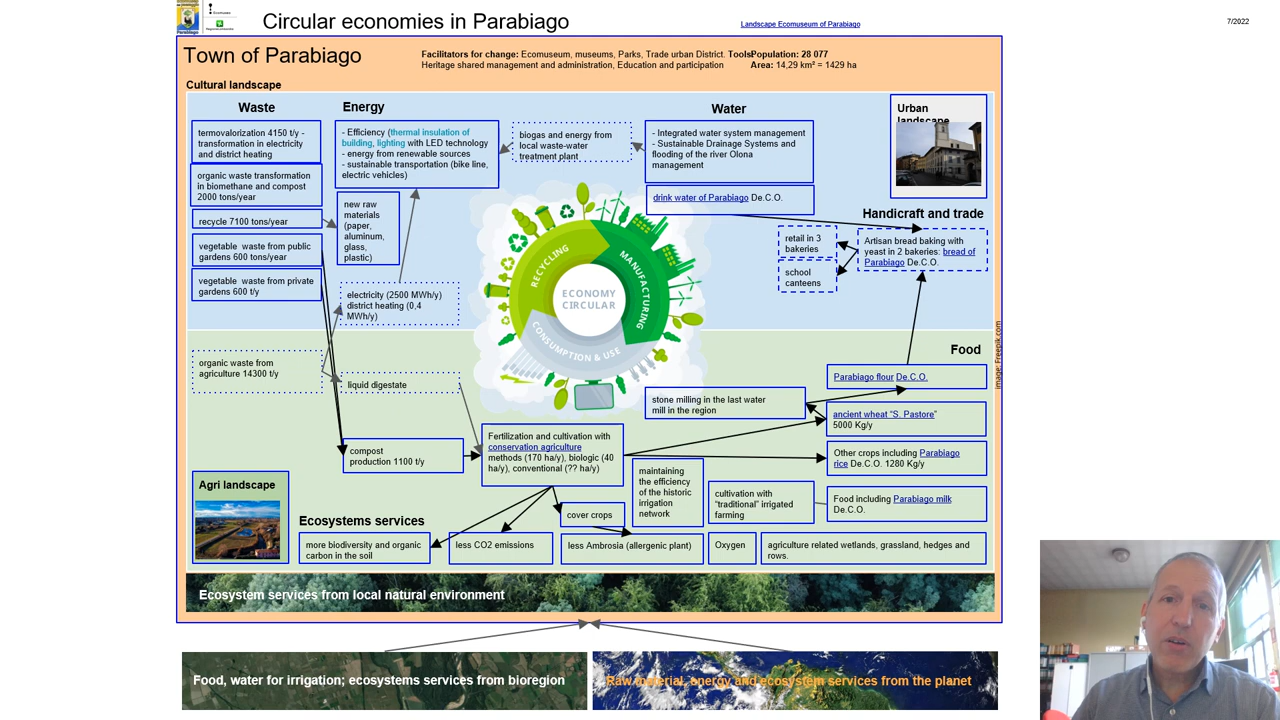 Circular economies in Parabiago
Landscape Ecomuseum of Parabiago
7/2022
Parabiago
Town of Parabiago
Facilitators for change: Ecomuseum, museums, Parks, Trade urban District. Tools
Heritage shared management and administration, Education and participation
Population: 28 077
Area: 14,29 km² = 1429 ha
Cultural landscape
Waste
termovalorization 4150 t/y -
transformation in electricity
and district heating
organic waste transformation
in biomethane and compost
2000 tons/year
recycle 7100 tons/year
vegetable waste from public
gardens 600 tons/year
vegetable waste from private
gardens 600 t/y
organic waste from
agriculture 14300 t/y
Energy
- Efficiency (thermal insulation of
building, lighting with LED technology
- energy from renewable sources
- sustainable transportation (bike line,
electric vehicles)
new raw
materials
(paper,
aluminum,
glass,
plastic)
electricity (2500 MWh/y)
district heating (0,4
MWh/y)
liquid digestate
compost
production 1100 t/y
biogas and energy from
local waste-water
treatment plant
Water
- Integrated water system management
- Sustainable Drainage Systems and
flooding of the river Olona
management
drink water of Parabiago De.C.O.
Urban
landscape
Handicraft and trade
Artisan bread baking with
yeast in 2 bakeries: bread of
Parabiago De.C.O.
retail in 3
bakeries
school
canteens
RECYCLING
MANUFACTURING
CONSUMPTION & USE
ECONOMY
CIRCULAR
image: Freepik.com
Food
Parabiago flour De.C.O.
stone milling in the last water
mill in the region
ancient wheat "S. Pastore"
5000 Kg/y
Other crops including Parabiago
rice De.C.O. 1280 Kg/y
Food including Parabiago milk
De.C.O.
Fertilization and cultivation with
conservation agriculture
methods (170 ha/y), biologic (40
ha/y), conventional (?? ha/y)
maintaining
the efficiency
of the historic
irrigation
network
cultivation with
"traditional" irrigated
farming
cover crops
Agri landscape
Ecosystems services
more biodiversity and organic
carbon in the soil
less CO2 emissions
less Ambrosia (allergenic plant)
Oxygen
agriculture related wetlands, grassland, hedges and
rows.
Ecosystem services from local natural environment
Food, water for irrigation; ecosystems services from bioregion
Raw material, energy and ecosystem services from the planet